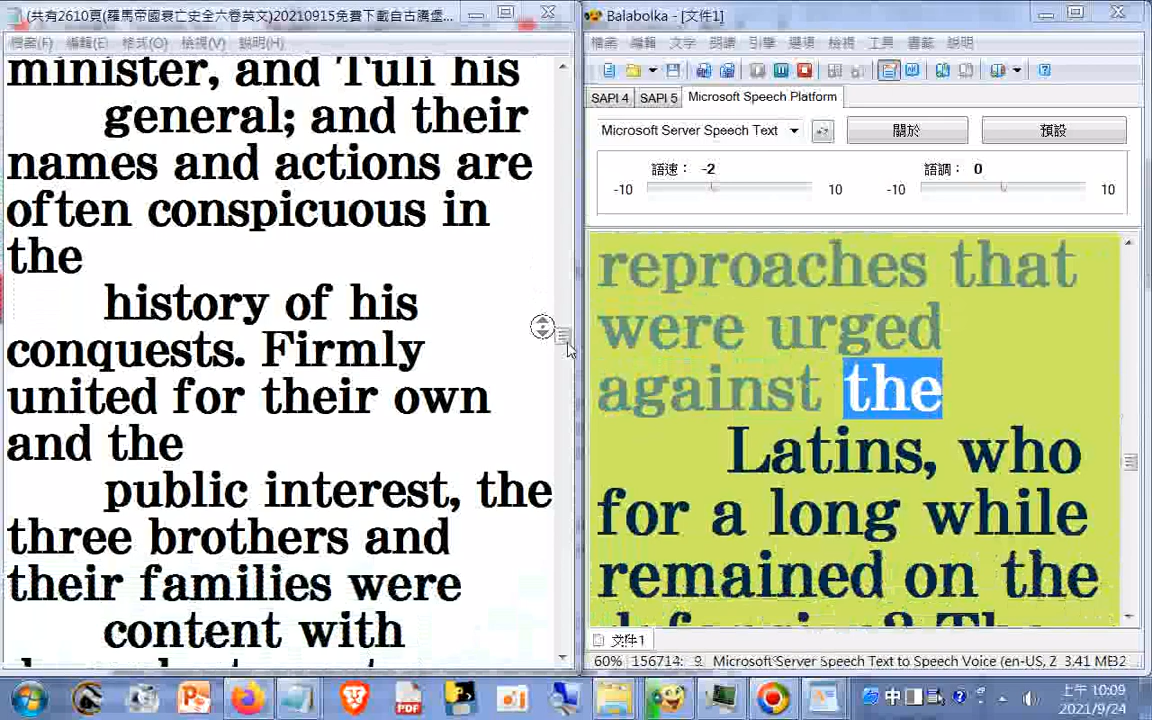 (共有2610頁(羅馬帝國衰亡史全六卷英文)20210915免費下載自古騰堡...
檔案(F) 編輯(E) 格式(O) 檢視(V) 說明(H)
minister, and Tuli his
general; and their
names and actions are
often conspicuous in
the
history of his
conquests. Firmly
united for their own
and the
public interest, the
three brothers and
their families were
content with
Balabolka - [文件1]
檔案 編輯 文字 朗讀 引擎 選項 檢視 工具 書籤 說明
SAPI 4 SAPI 5 Microsoft Speech Platform
Microsoft Server Speech Text 關於 預設
語速： -2 語調： 0
-10 10 -10 10
reproaches that
were urged
against the
Latins, who
for a long while
remained on the
defensive? The
文件1
60% 156714: 9 Microsoft Server Speech Text to Speech Voice (en-US, Z 3.41 MB2
PDF 中 上午 10:09
2021/9/24